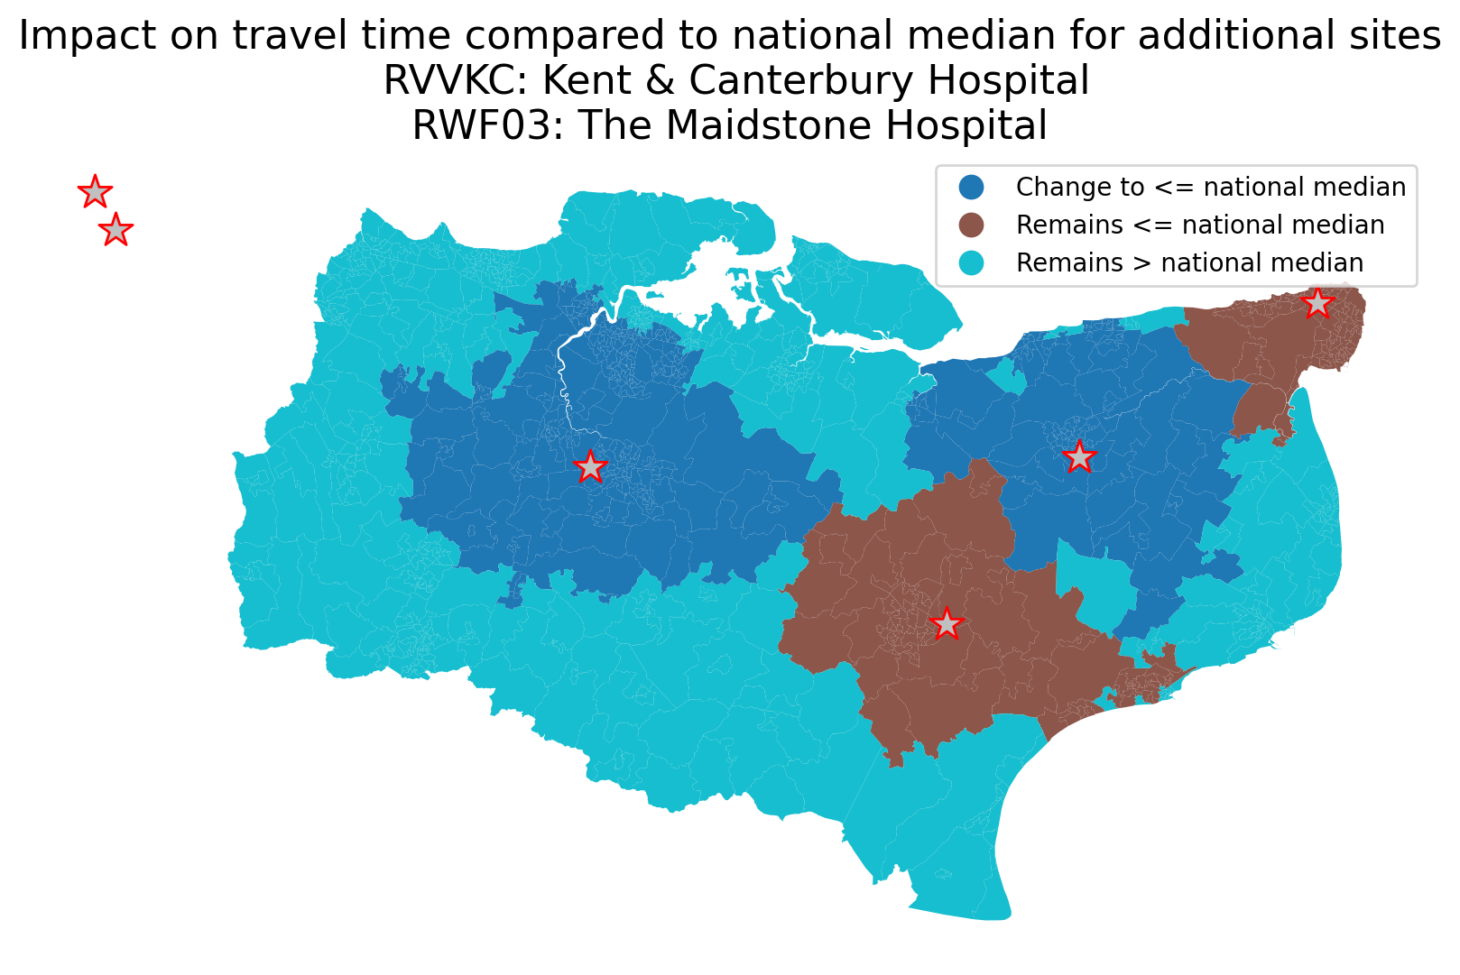 Impact on travel time compared to national median for additional sites
RVVKC: Kent & Canterbury Hospital
RWF03: The Maidstone Hospital
Change to <= national median
Remains <= national median
Remains > national median